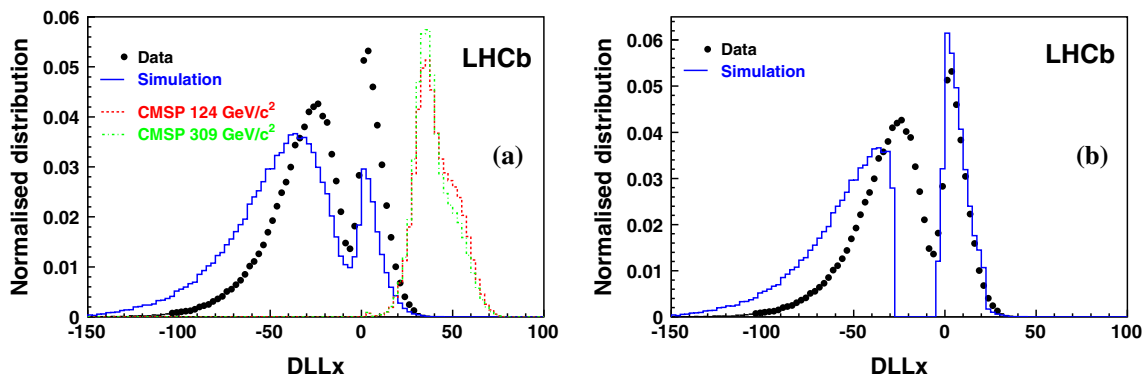 Normalised distribution
0.06
0.05
0.04
0.03
0.02
0.01
0
-150
-100
-50
0
50
100
DLLx
LHCb
Data
Simulation
CMSP 124 GeV/c²
CMSP 309 GeV/c²
(a)
Normalised distribution
0.06
0.05
0.04
0.03
0.02
0.01
0
-150
-100
-50
0
50
100
DLLx
LHCb
Data
Simulation
(b)